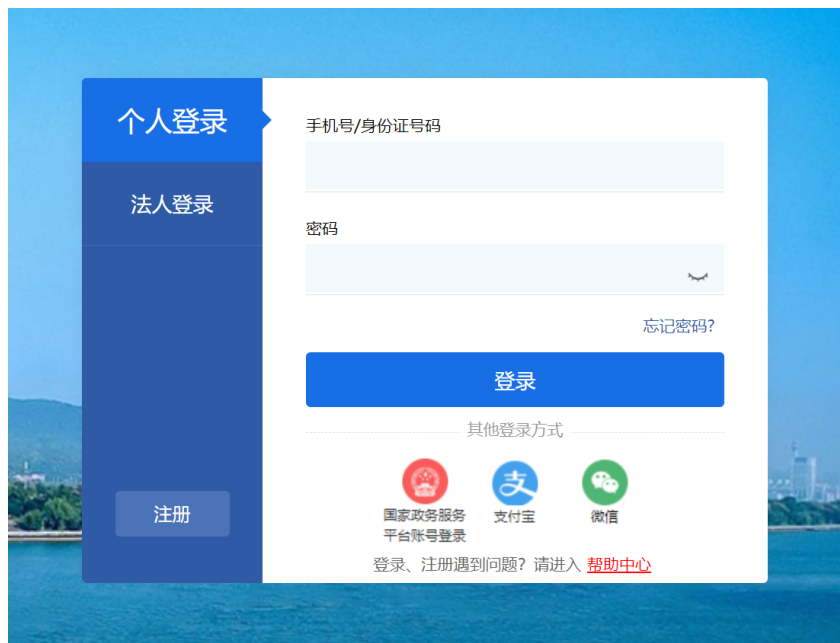 个人登录
法人登录
注册
手机号/身份证号码
密码
忘记密码?
登录
其他登录方式
国家政务服务
平台账号登录
支付宝
微信
登录、注册遇到问题？请进入 帮助中心